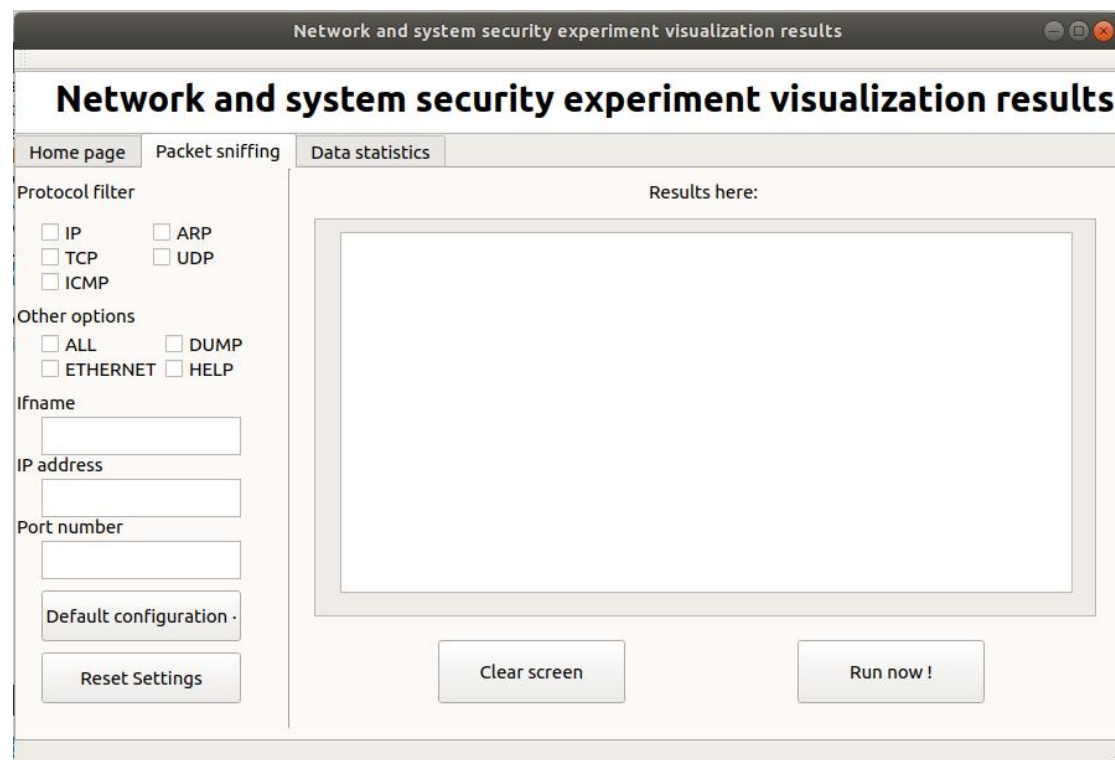 Network and system security experiment visualization results
Network and system security experiment visualization results
Home page Packet sniffing Data statistics
Protocol filter
IP ARP
TCP UDP
ICMP
Other options
ALL DUMP
ETHERNET HELP
Ifname
IP address
Port number
Default configuration ·
Reset Settings
Results here:
Clear screen Run now !